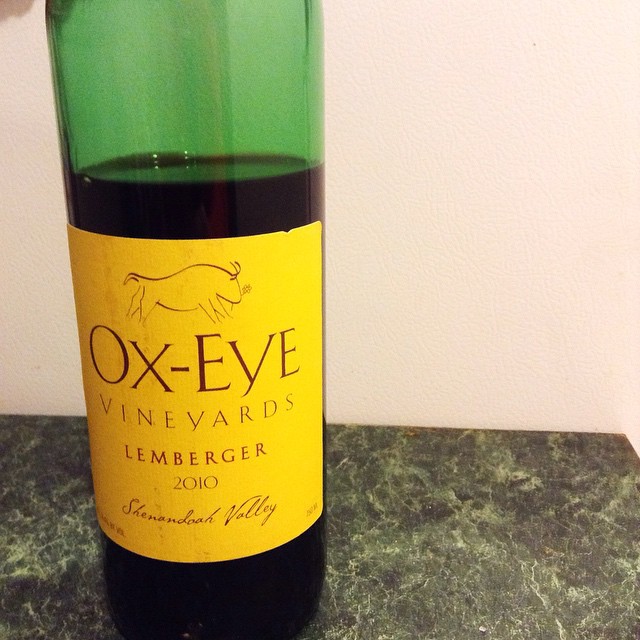 OX-EYE
VINEYARDS
LEMBERGER
2010
Shenandoah Valley